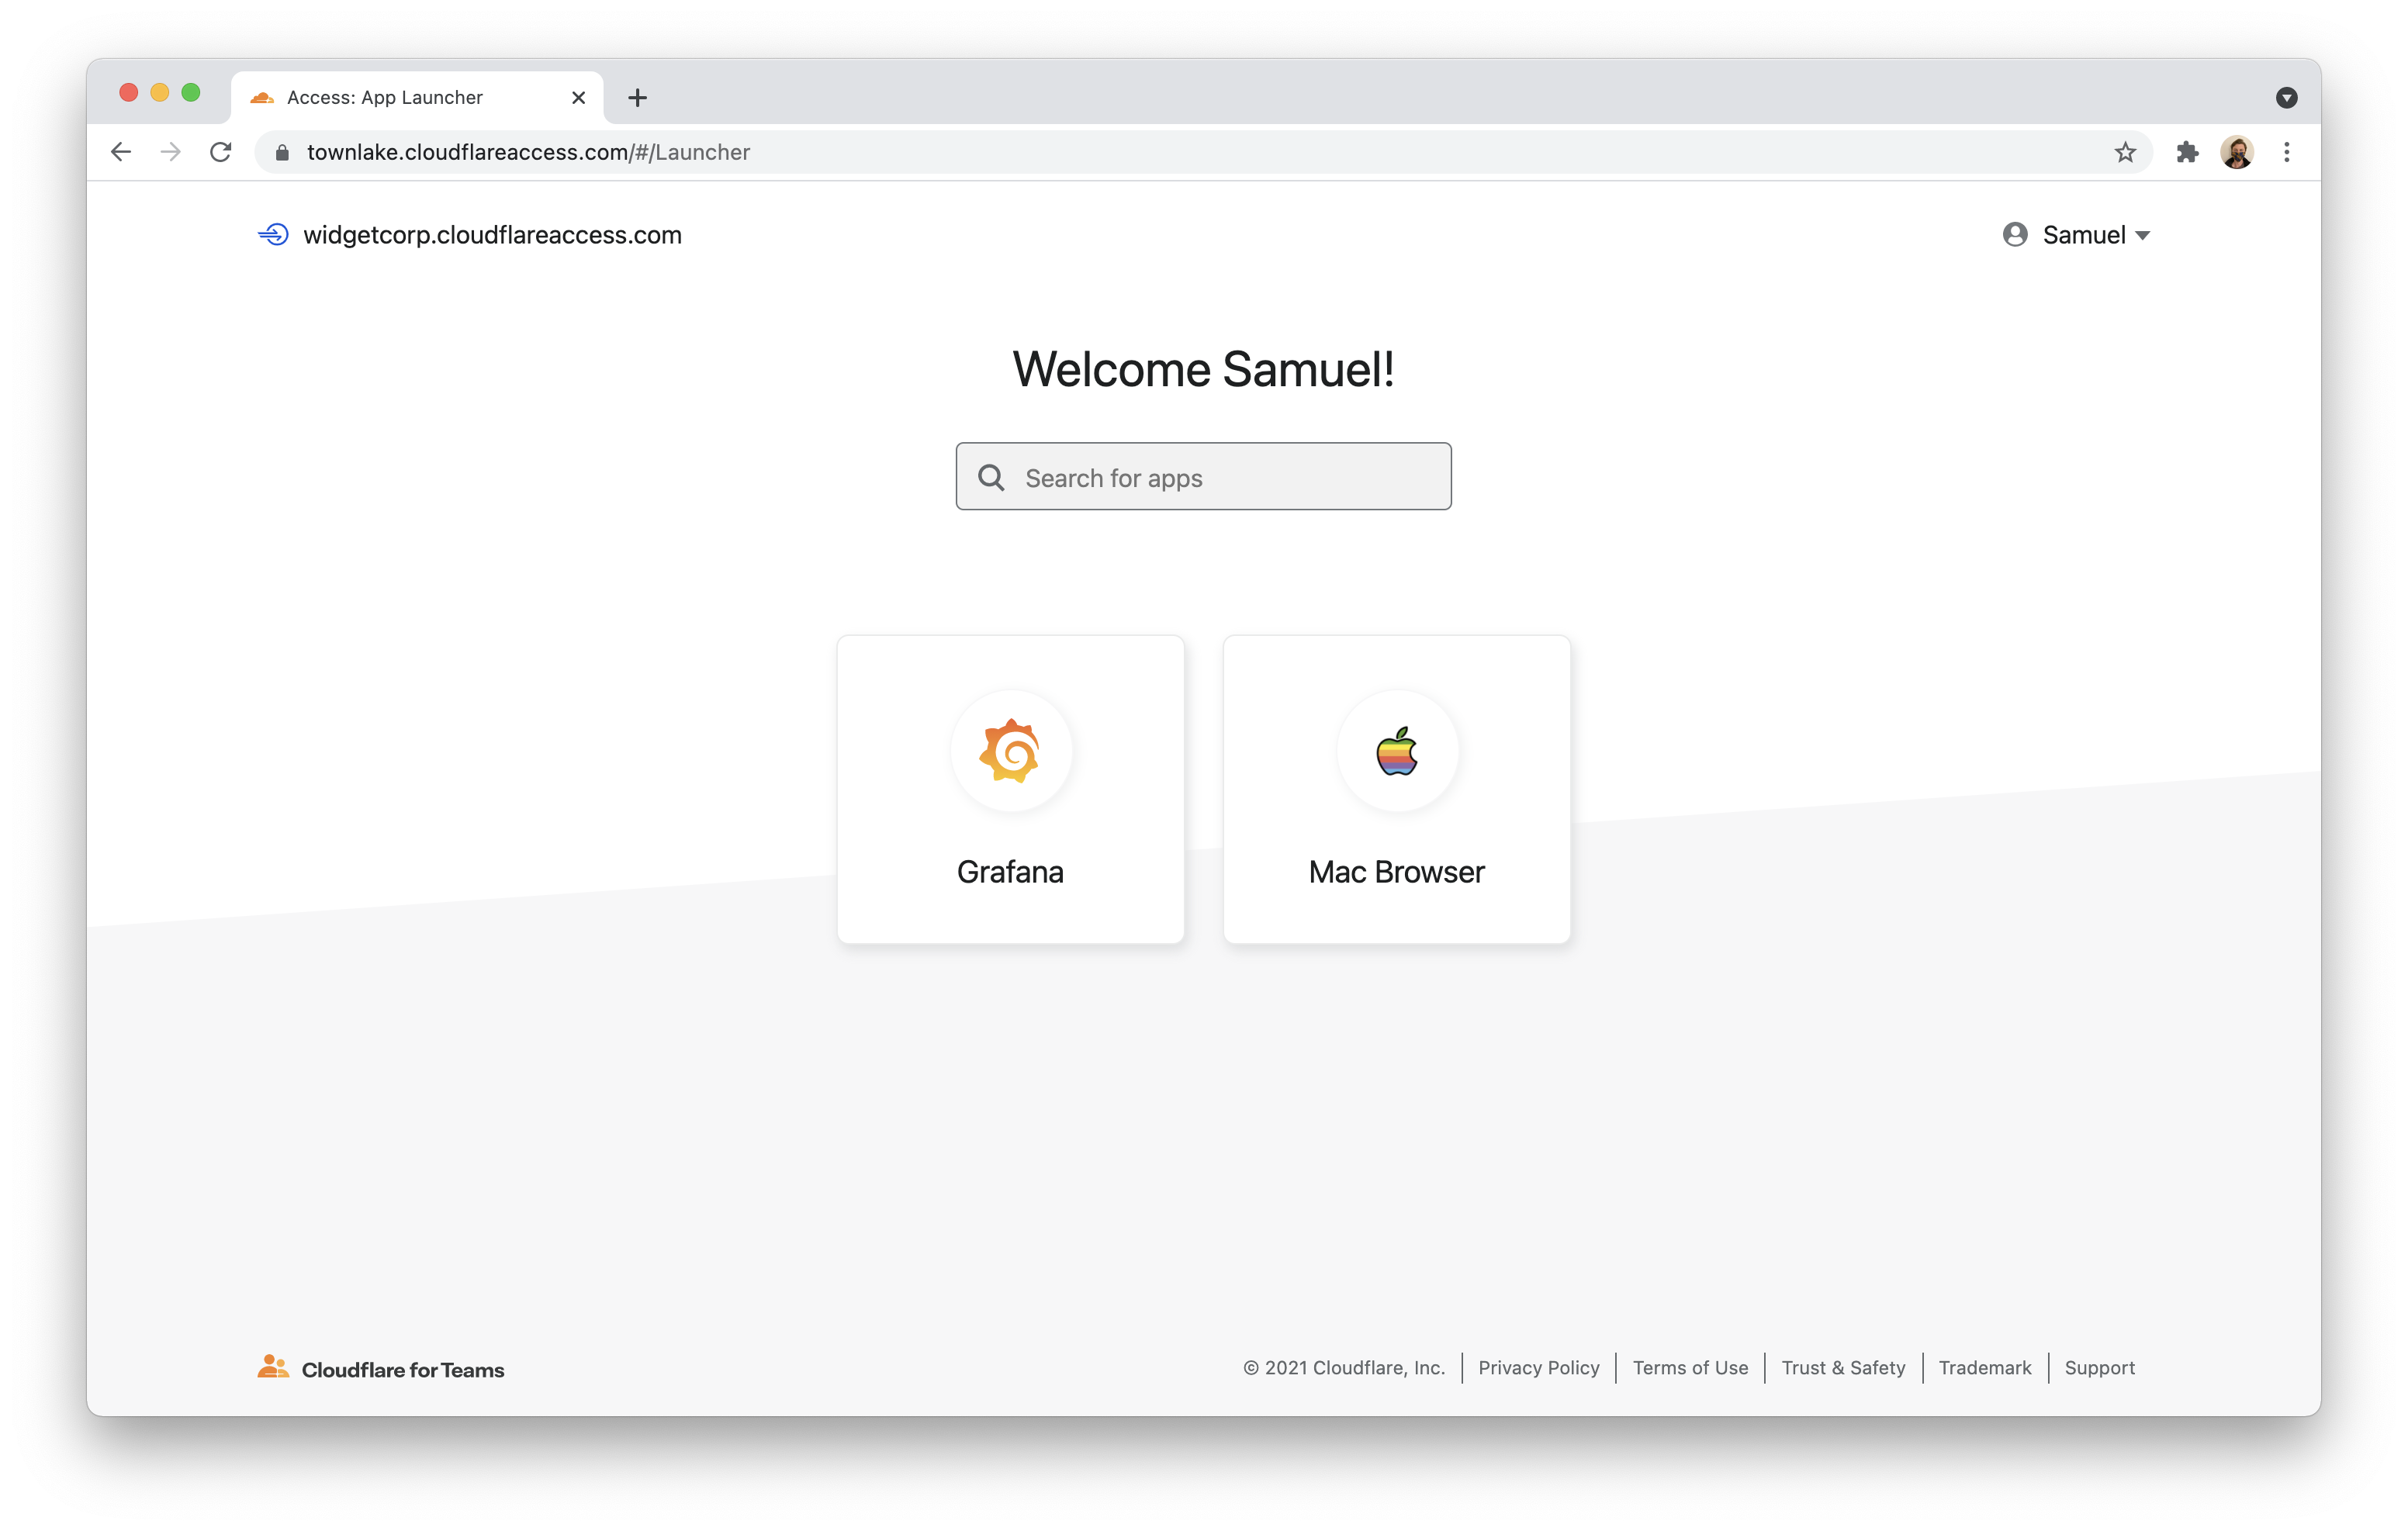 Access: App Launcher
townlake.cloudflareaccess.com/#/Launcher
widgetcorp.cloudflareaccess.com
Samuel
Welcome Samuel!
Search for apps
Grafana
Mac Browser
Cloudflare for Teams
© 2021 Cloudflare, Inc. | Privacy Policy | Terms of Use | Trust & Safety | Trademark | Support